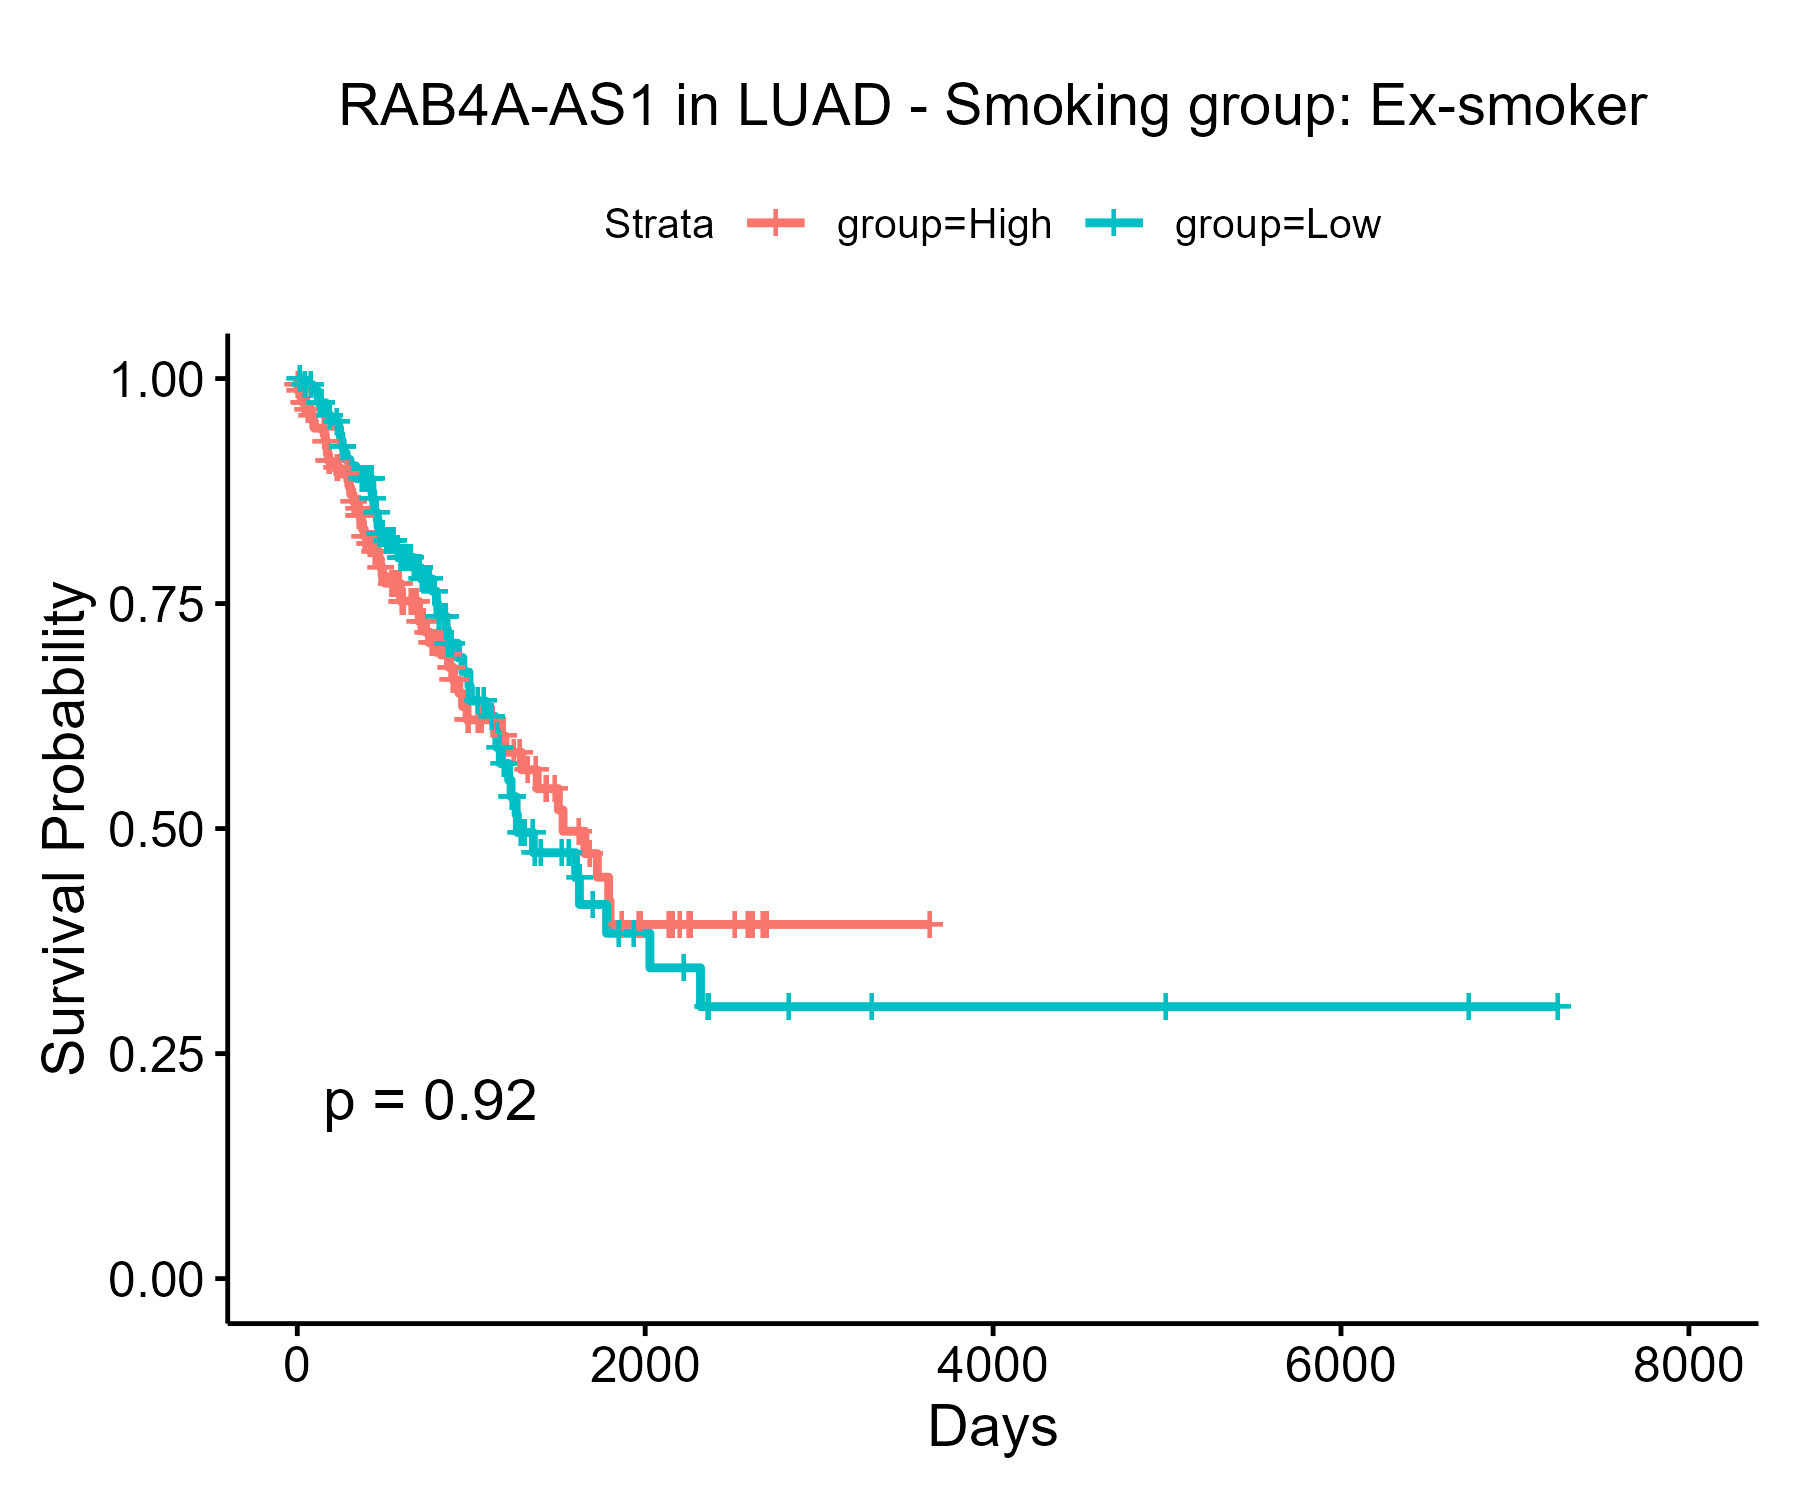 RAB4A-AS1 in LUAD - Smoking group: Ex-smoker
Strata group=High group=Low
Survival Probability
1.00
0.75
0.50
0.25
0.00
p = 0.92
0 2000 4000 6000 8000
Days